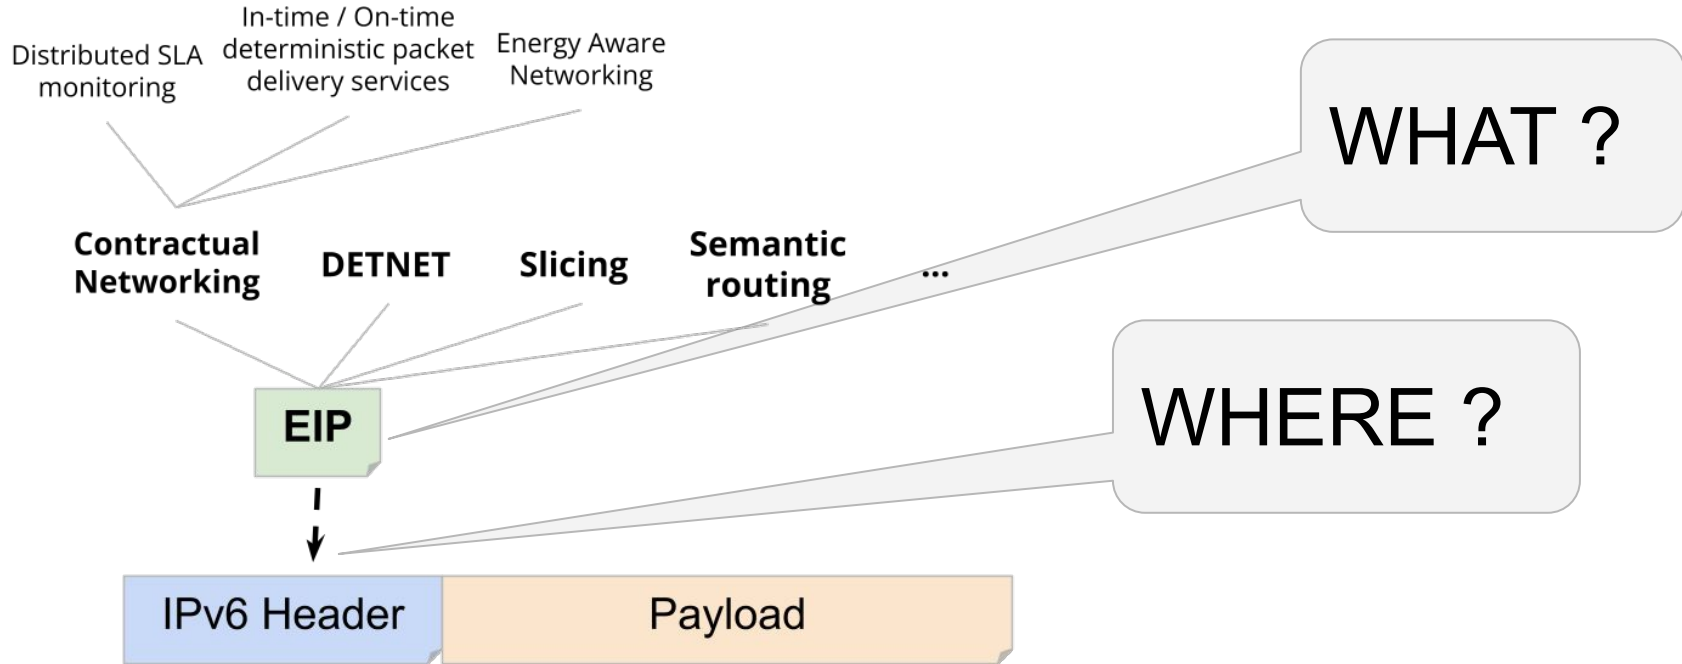 In-time / On-time
Distributed SLA
deterministic packet
Energy Aware
monitoring
delivery services
Networking
WHAT ?
Contractual
Networking
DETNET
Slicing
Semantic
routing
...
WHERE ?
EIP
IPv6 Header
Payload